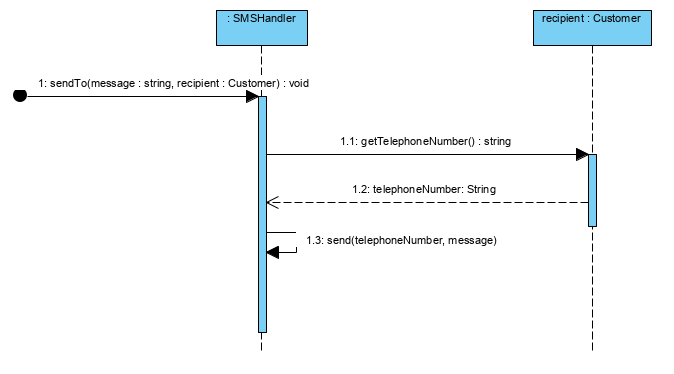 : SMSHandler
recipient : Customer
1: sendTo(message : string, recipient : Customer) : void
1.1: getTelephoneNumber() : string
1.2: telephoneNumber: String
1.3: send(telephoneNumber, message)